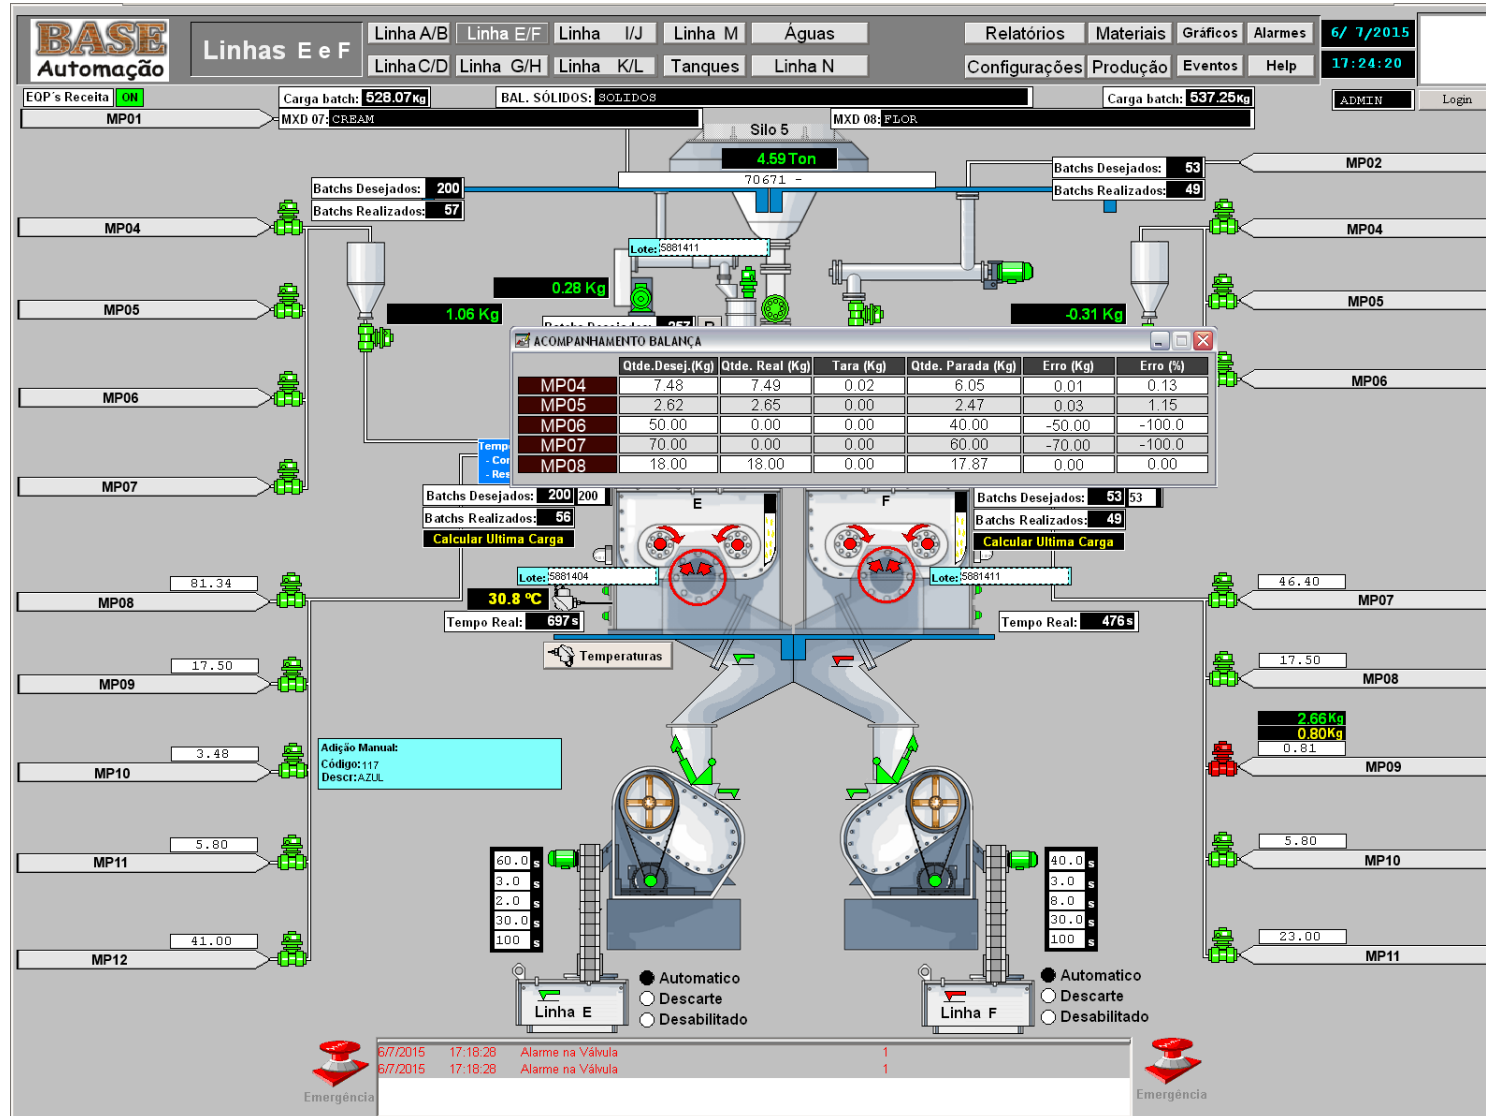 BASE
Automação
Linhas E e F
Linha A/B
Linha E/F
Linha I/J
Linha M
Águas
Linha C/D
Linha G/H
Linha K/L
Tanques
Linha N
Relatórios
Materiais
Gráficos
Alarmes
Configurações
Produção
Eventos
Help
6/ 7/2015
17:24:20
EQP's Receita ON
Carga batch: 528.07Kg
BAL. SÓLIDOS: SOLIDOS
Carga batch: 537.25Kg
ADMIN
Login
MP01
MXD 07: CREAM
MXD 08: FLOR
Silo 5
4.59 Ton
70671 -
Batchs Desejados: 200
Batchs Realizados: 57
Batchs Desejados: 53
Batchs Realizados: 49
MP02
MP04
MP04
Lote: 5881411
0.28 Kg
1.06 Kg
-0.31 Kg
MP05
MP05
ACOMPANHAMENTO BALANÇA
Qtde.Desej.(Kg) Qtde. Real (Kg) Tara (Kg) Qtde. Parada (Kg) Erro (Kg) Erro (%)
MP04 7.48 7.49 0.02 6.05 0.01 0.13
MP05 2.62 2.65 0.00 2.47 0.03 1.15
MP06 50.00 0.00 0.00 40.00 -50.00 -100.0
MP07 70.00 0.00 0.00 60.00 -70.00 -100.0
MP08 18.00 18.00 0.00 17.87 0.00 0.00
MP06
MP06
MP07
Batchs Desejados: 200 200
Batchs Realizados: 56
Calcular Ultima Carga
E
F
Batchs Desejados: 53 53
Batchs Realizados: 49
Calcular Ultima Carga
Lote: 5881404
Lote: 5881411
30.8 ºC
Tempo Real: 697 s
Tempo Real: 476 s
Temperaturas
81.34
MP08
46.40
MP07
17.50
MP09
17.50
MP08
3.48
MP10
Adição Manual:
Código: 117
Descr: AZUL
2.66Kg
0.80Kg
0.81
MP09
5.80
MP11
5.80
MP10
41.00
MP12
23.00
MP11
60.0 s
3.0 s
2.0 s
30.0 s
100 s
40.0 s
3.0 s
8.0 s
30.0 s
100 s
Linha E
Automatico
Descarte
Desabilitado
Linha F
Automatico
Descarte
Desabilitado
Emergência
6/7/2015 17:18:28 Alarme na Válvula 1
6/7/2015 17:18:28 Alarme na Válvula 1
Emergência